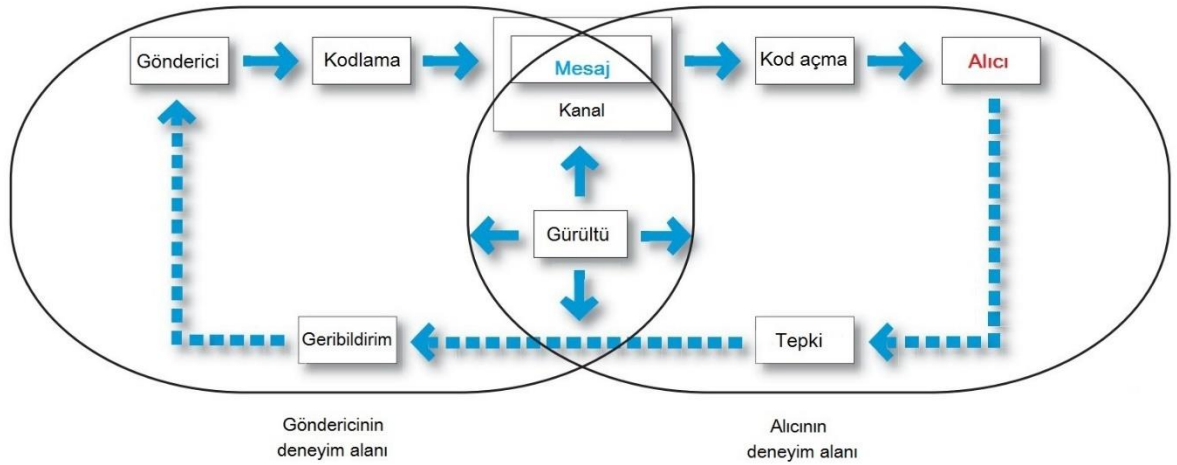 Gönderici
Kodlama
Mesaj
Kanal
Kod açma
Alıcı
Gürültü
Geribildirim
Tepki
Göndericinin
deneyim alanı
Alıcının
deneyim alanı